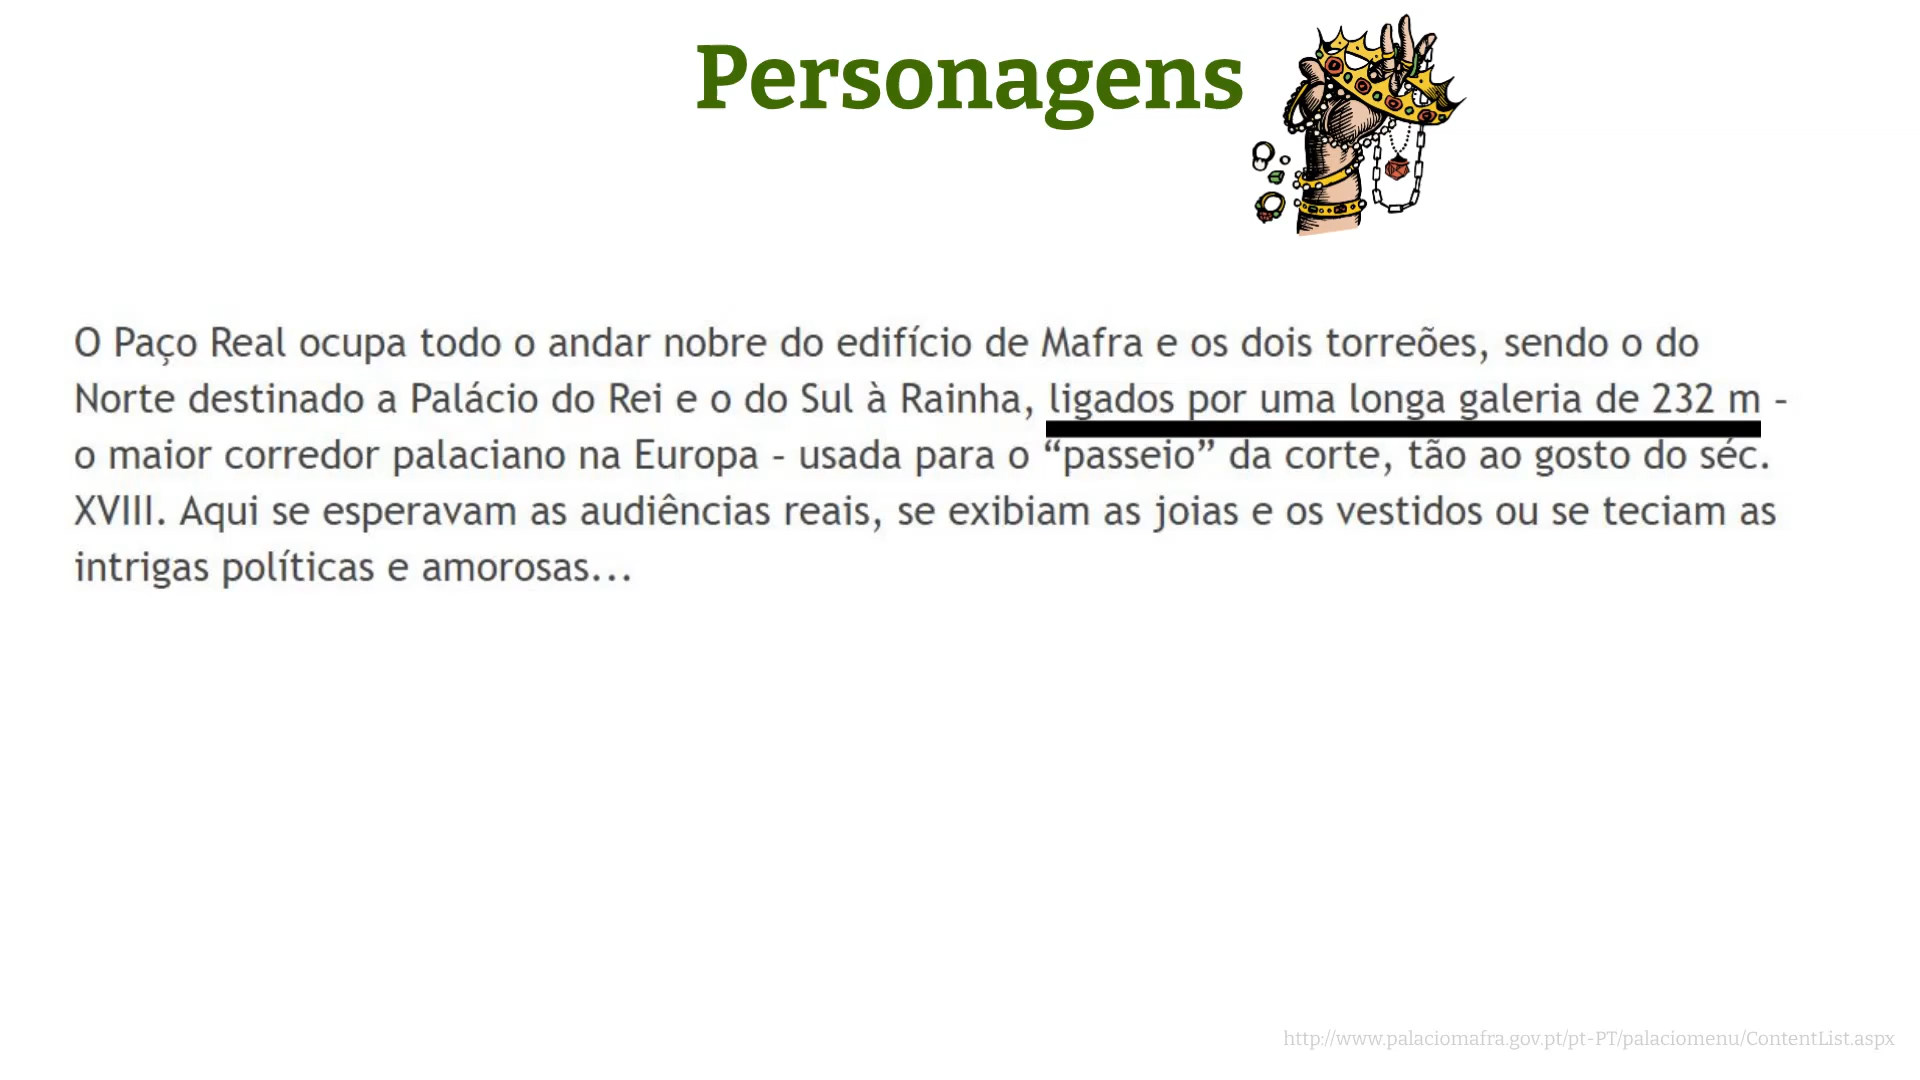 Personagens
O Paço Real ocupa todo o andar nobre do edifício de Mafra e os dois torreões, sendo o do
Norte destinado a Palácio do Rei e o do Sul à Rainha, ligados por uma longa galeria de 232 m –
o maior corredor palaciano na Europa – usada para o “passeio” da corte, tão ao gosto do séc.
XVIII. Aqui se esperavam as audiências reais, se exibiam as joias e os vestidos ou se teciam as
intrigas políticas e amorosas...
http://www.palaciomafra.gov.pt/pt-PT/palaciomenu/ContentList.aspx